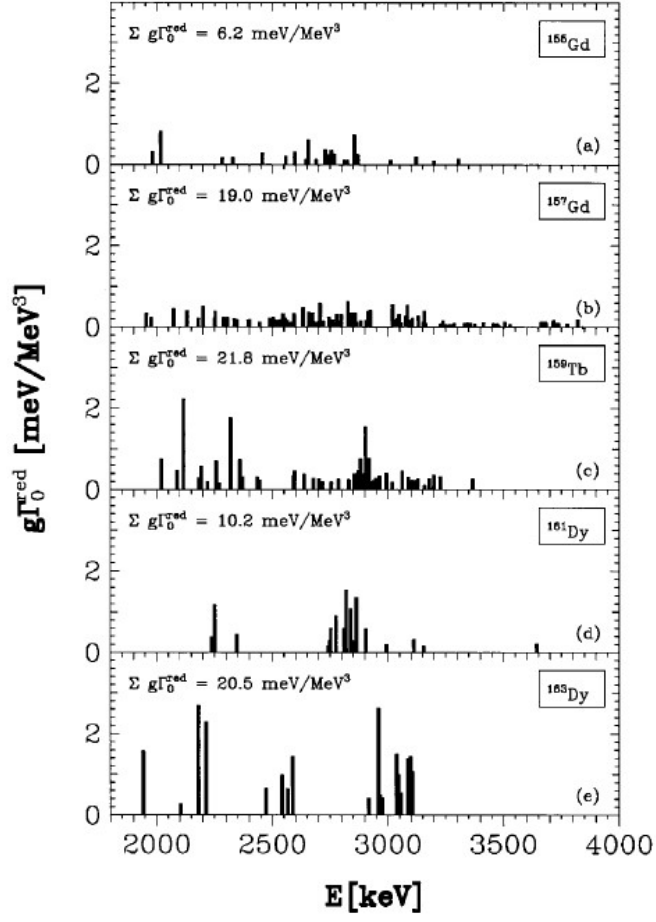 Σ gΓ₀ʳᵉᵈ = 6.2 meV/MeV³
¹⁵⁵Gd
2
0
(a)
Σ gΓ₀ʳᵉᵈ = 19.0 meV/MeV³
¹⁵⁷Gd
2
0
(b)
Σ gΓ₀ʳᵉᵈ = 21.8 meV/MeV³
¹⁵⁹Tb
2
0
(c)
Σ gΓ₀ʳᵉᵈ = 10.2 meV/MeV³
¹⁶¹Dy
2
0
(d)
Σ gΓ₀ʳᵉᵈ = 20.5 meV/MeV³
¹⁶³Dy
2
0
(e)
gΓ₀ʳᵉᵈ [meV/MeV³]
2000 2500 3000 3500 4000
E[keV]